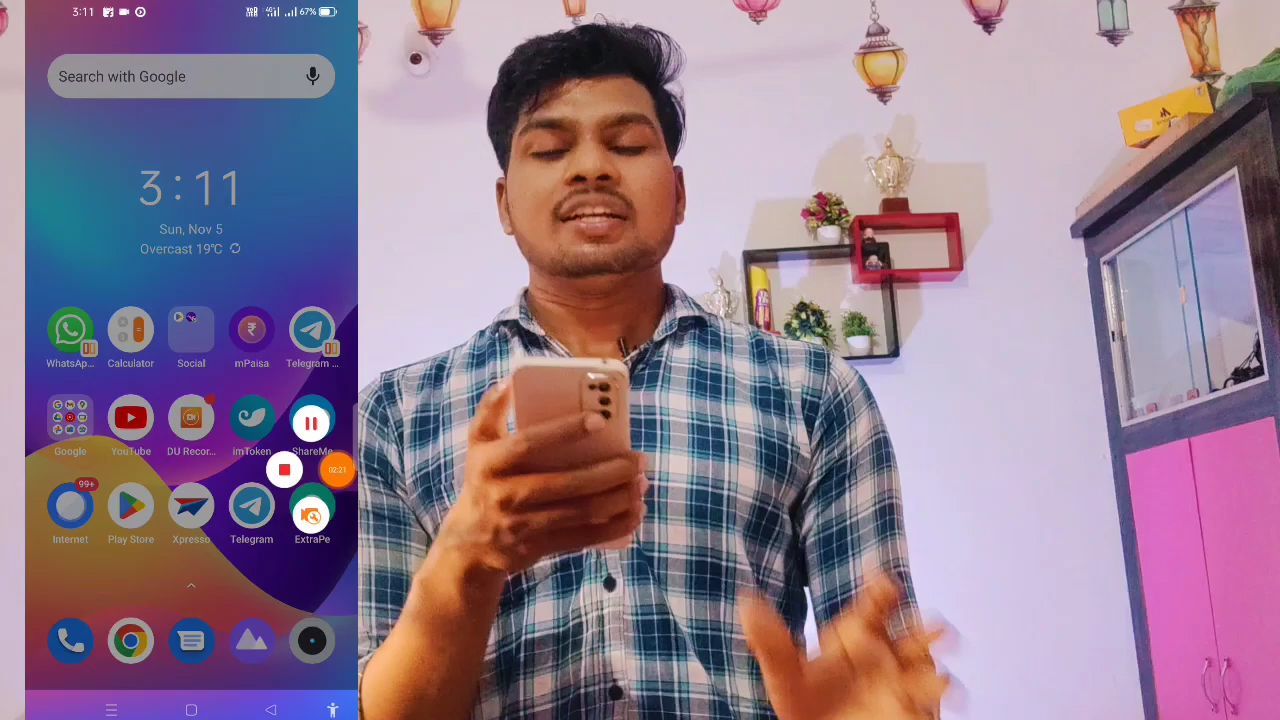 3:11
67%
Search with Google
3:11
Sun, Nov 5
Overcast 19°C
WhatsAp...
Calculator
Social
mPaisa
Telegram ...
Google
YouTube
DU Recor...
imToken
ShareMe
02:21
99+
Internet
Play Store
Xpresso
Telegram
ExtraPe